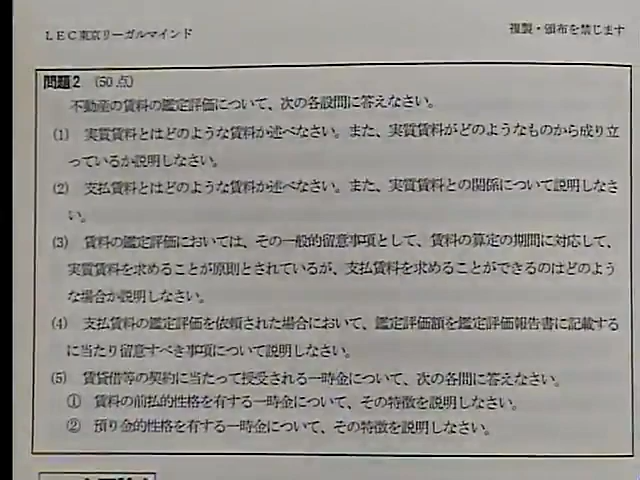 LEC東京リーガルマインド
複製・頒布を禁じます
問題2 (50点)
不動産の賃料の鑑定評価について、次の各設問に答えなさい。
(1) 実質賃料とはどのような賃料か述べなさい。また、実質賃料がどのようなものから成り立
っているか説明しなさい。
(2) 支払賃料とはどのような賃料か述べなさい。また、実質賃料との関係について説明しなさ
い。
(3) 賃料の鑑定評価においては、その一般的留意事項として、賃料の算定の期間に対応して、
実質賃料を求めることが原則とされているが、支払賃料を求めることができるのはどのよう
な場合か説明しなさい。
(4) 支払賃料の鑑定評価を依頼された場合において、鑑定評価額を鑑定評価報告書に記載する
に当たり留意すべき事項について説明しなさい。
(5) 賃貸借等の契約に当たって授受される一時金について、次の各問に答えなさい。
① 賃料の前払的性格を有する一時金について、その特徴を説明しなさい。
② 預り金的性格を有する一時金について、その特徴を説明しなさい。